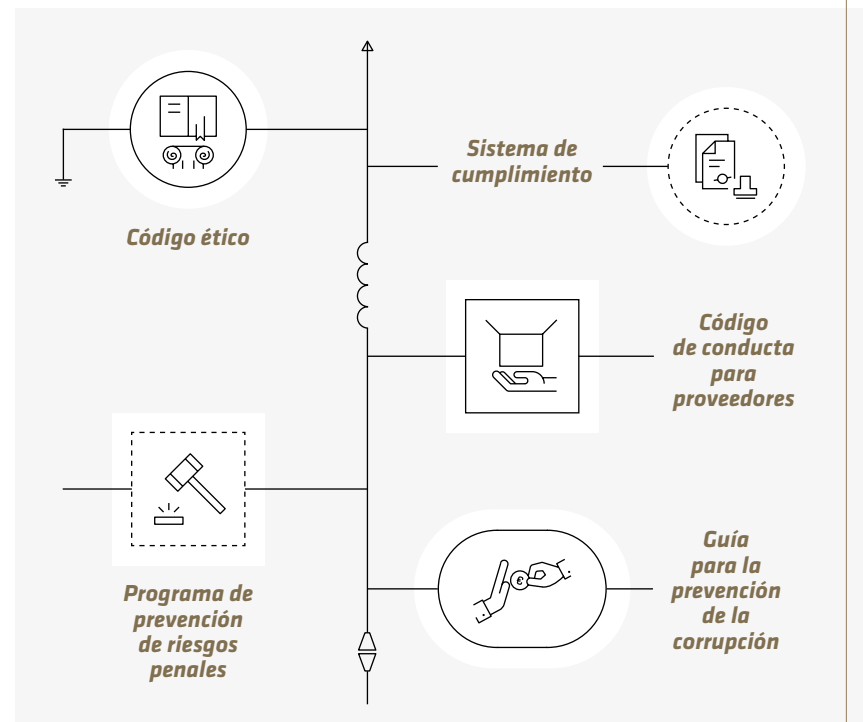 Código ético
Sistema de
cumplimiento
Código
de conducta
para
proveedores
Programa de
prevención
de riesgos
penales
€
Guía
para la
prevención
de la
corrupción